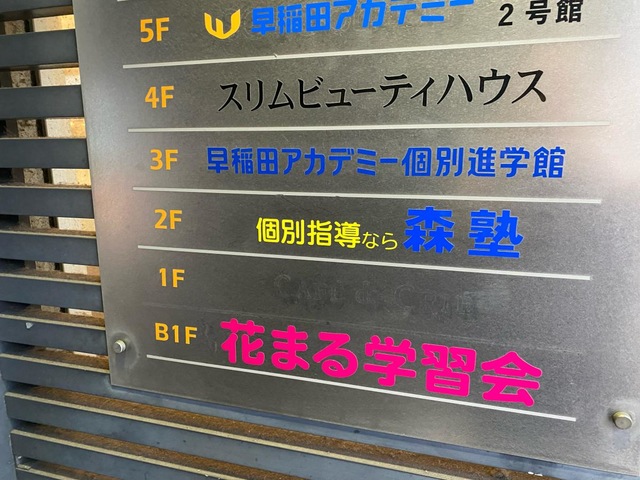 5F 早稲田アカデミー 2号館
4F スリムビューティハウス
3F 早稲田アカデミー個別進学館
2F 個別指導なら森塾
1F
B1F 花まる学習会